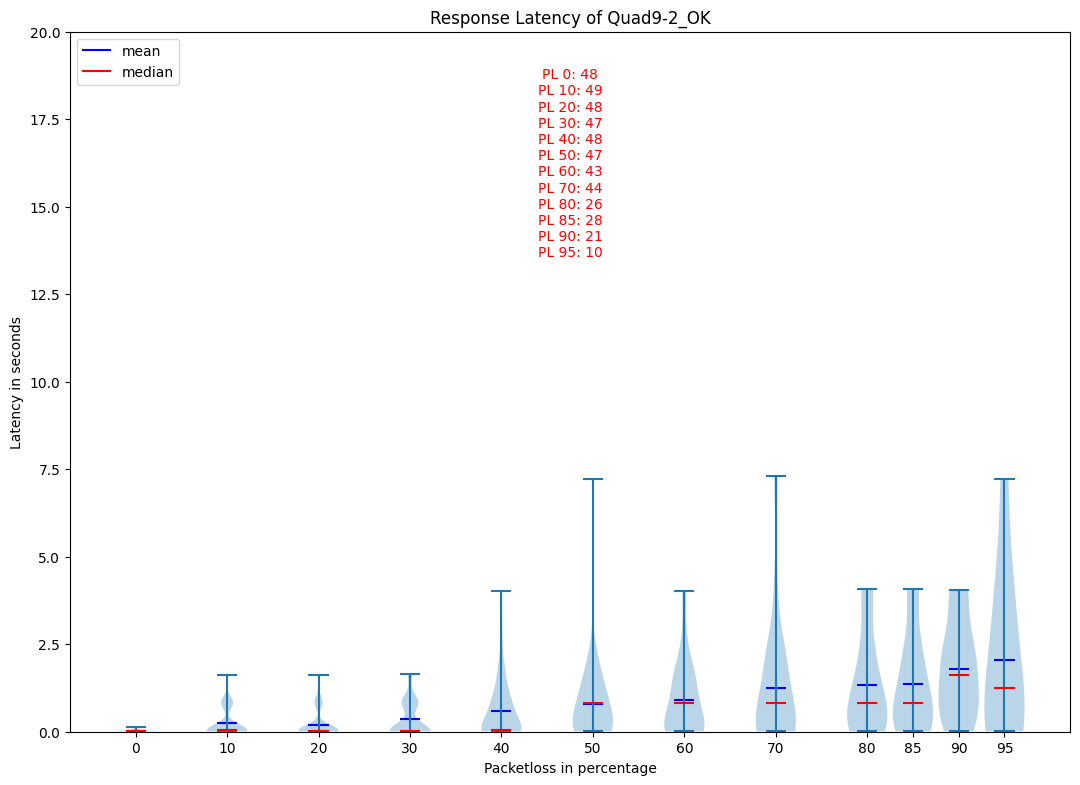 Response Latency of Quad9-2_OK
mean
median
PL 0: 48
PL 10: 49
PL 20: 48
PL 30: 47
PL 40: 48
PL 50: 47
PL 60: 43
PL 70: 44
PL 80: 26
PL 85: 28
PL 90: 21
PL 95: 10
Latency in seconds
20.0
17.5
15.0
12.5
10.0
7.5
5.0
2.5
0.0
0 10 20 30 40 50 60 70 80 85 90 95
Packetloss in percentage